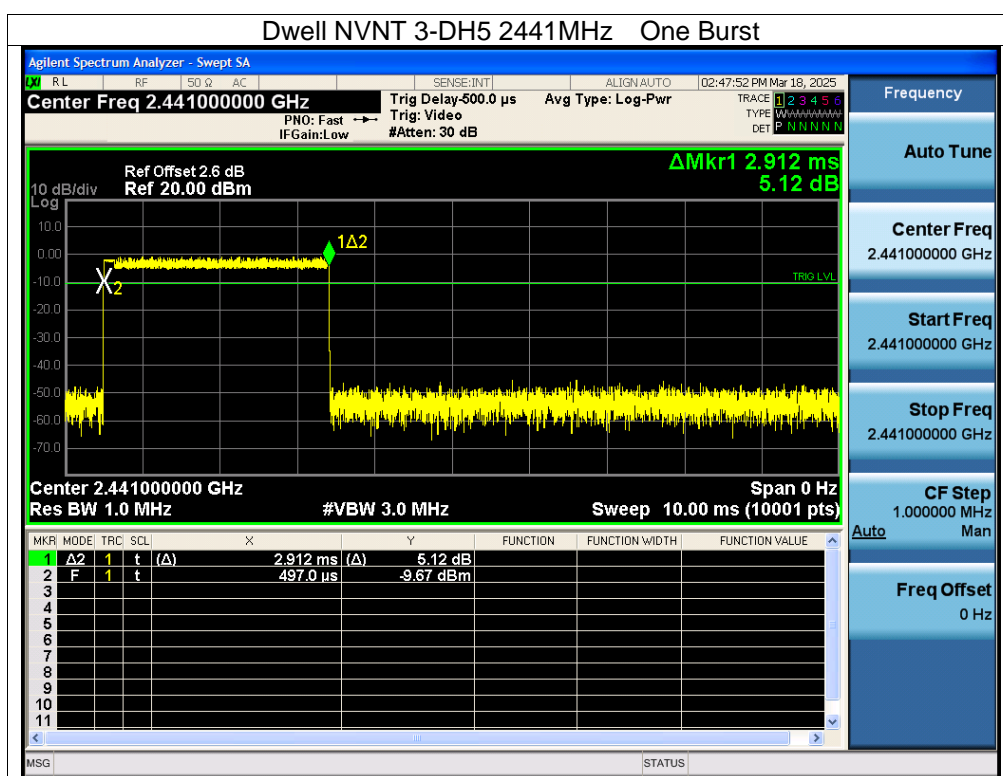 Dwell NVNT 3-DH5 2441MHz One Burst
Agilent Spectrum Analyzer - Swept SA
LXI RL RF 50 Ω AC SENSE:INT ALIGN AUTO 02:47:52 PM Mar 18, 2025
Center Freq 2.441000000 GHz Trig Delay-500.0 µs Avg Type: Log-Pwr TRACE 1 2 3 4 5 6
PNO: Fast Trig: Video TYPE WWWWWW
IFGain:Low #Atten: 30 dB DET P N N N N N
Frequency
ΔMkr1 2.912 ms
5.12 dB
Ref Offset 2.6 dB
10 dB/div Ref 20.00 dBm
Log
10.0
0.00
-10.0
-20.0
-30.0
-40.0
-50.0
-60.0
-70.0
1Δ2
2
TRIG LVL
Center 2.441000000 GHz Span 0 Hz
Res BW 1.0 MHz #VBW 3.0 MHz Sweep 10.00 ms (10001 pts)
MKR MODE TRC SCL X Y FUNCTION FUNCTION WIDTH FUNCTION VALUE
1 Δ2 1 t (Δ) 2.912 ms (Δ) 5.12 dB
2 F 1 t 497.0 µs -9.67 dBm
3
4
5
6
7
8
9
10
11
MSG STATUS
Auto Tune
Center Freq
2.441000000 GHz
Start Freq
2.441000000 GHz
Stop Freq
2.441000000 GHz
CF Step
1.000000 MHz
Auto Man
Freq Offset
0 Hz